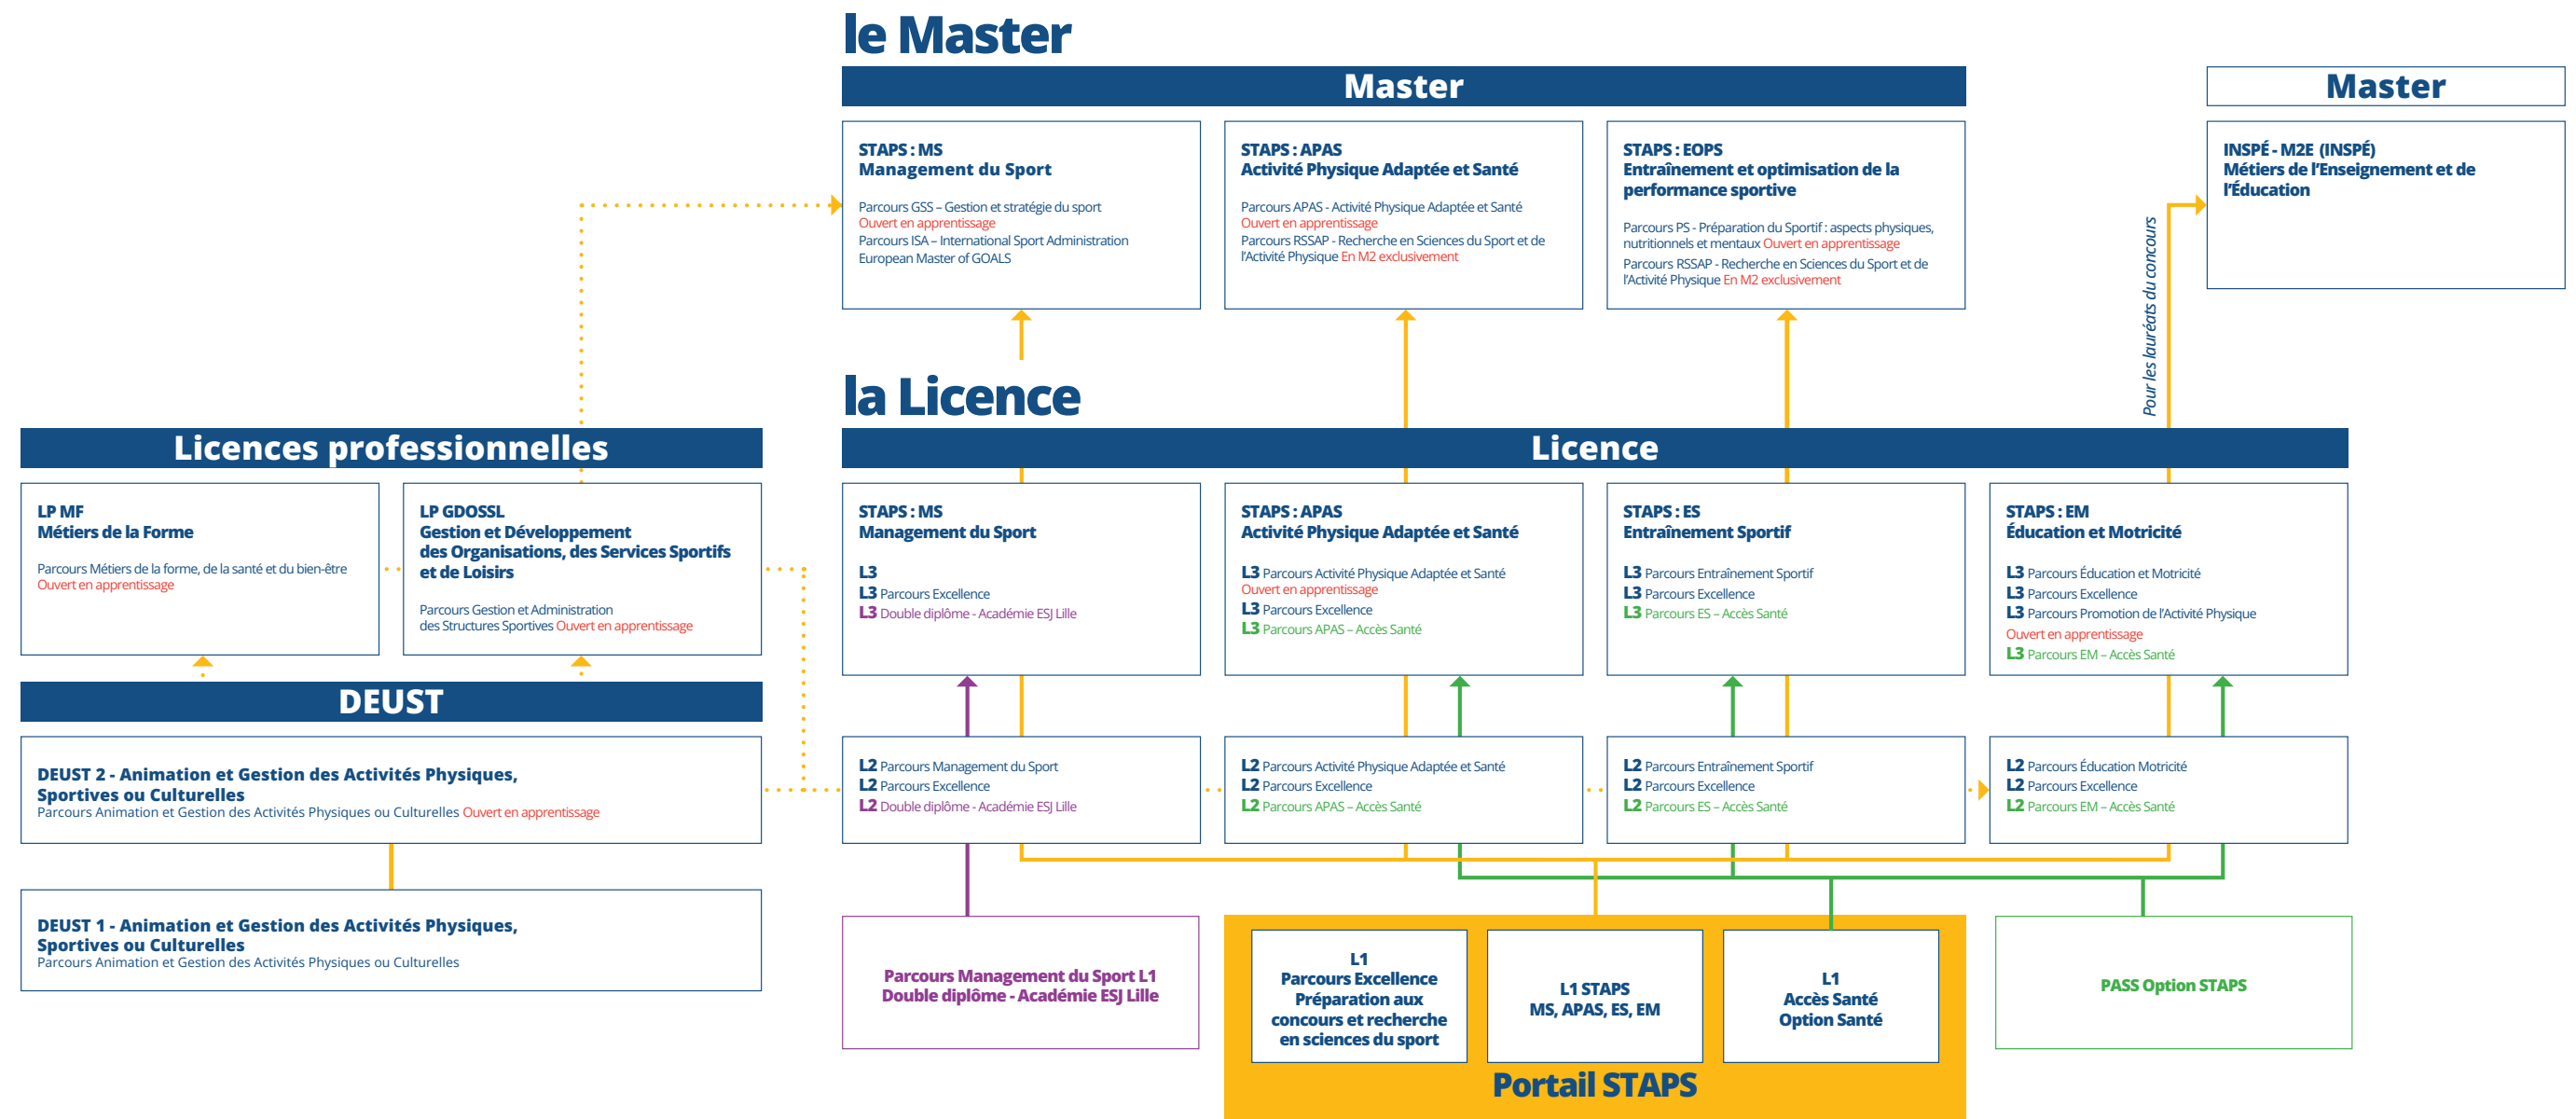 le Master
Master
STAPS : MS
Management du Sport
Parcours GSS – Gestion et stratégie du sport
Ouvert en apprentissage
Parcours ISA – International Sport Administration
European Master of GOALS
STAPS : APAS
Activité Physique Adaptée et Santé
Parcours APAS - Activité Physique Adaptée et Santé
Ouvert en apprentissage
Parcours RSSAP - Recherche en Sciences du Sport et de
l’Activité Physique En M2 exclusivement
STAPS : EOPS
Entraînement et optimisation de la
performance sportive
Parcours PS - Préparation du Sportif : aspects physiques,
nutritionnels et mentaux Ouvert en apprentissage
Parcours RSSAP - Recherche en Sciences du Sport et de
l’Activité Physique En M2 exclusivement
Master
INSPÉ - M2E (INSPÉ)
Métiers de l’Enseignement et de
l’Éducation
Pour les lauréats du concours
la Licence
Licences professionnelles
LP MF
Métiers de la Forme
Parcours Métiers de la forme, de la santé et du bien-être
Ouvert en apprentissage
LP GDOSSL
Gestion et Développement
des Organisations, des Services Sportifs
et de Loisirs
Parcours Gestion et Administration
des Structures Sportives Ouvert en apprentissage
Licence
STAPS : MS
Management du Sport
L3
L3 Parcours Excellence
L3 Double diplôme - Académie ESJ Lille
STAPS : APAS
Activité Physique Adaptée et Santé
L3 Parcours Activité Physique Adaptée et Santé
Ouvert en apprentissage
L3 Parcours Excellence
L3 Parcours APAS – Accès Santé
STAPS : ES
Entraînement Sportif
L3 Parcours Entraînement Sportif
L3 Parcours Excellence
L3 Parcours ES – Accès Santé
STAPS : EM
Éducation et Motricité
L3 Parcours Éducation et Motricité
L3 Parcours Excellence
L3 Parcours Promotion de l’Activité Physique
Ouvert en apprentissage
L3 Parcours EM – Accès Santé
DEUST
DEUST 2 - Animation et Gestion des Activités Physiques,
Sportives ou Culturelles
Parcours Animation et Gestion des Activités Physiques ou Culturelles Ouvert en apprentissage
L2 Parcours Management du Sport
L2 Parcours Excellence
L2 Double diplôme - Académie ESJ Lille
L2 Parcours Activité Physique Adaptée et Santé
L2 Parcours Excellence
L2 Parcours APAS – Accès Santé
L2 Parcours Entraînement Sportif
L2 Parcours Excellence
L2 Parcours ES – Accès Santé
L2 Parcours Éducation Motricité
L2 Parcours Excellence
L2 Parcours EM – Accès Santé
DEUST 1 - Animation et Gestion des Activités Physiques,
Sportives ou Culturelles
Parcours Animation et Gestion des Activités Physiques ou Culturelles
Parcours Management du Sport L1
Double diplôme - Académie ESJ Lille
L1
Parcours Excellence
Préparation aux
concours et recherche
en sciences du sport
L1 STAPS
MS, APAS, ES, EM
L1
Accès Santé
Option Santé
Portail STAPS
PASS Option STAPS